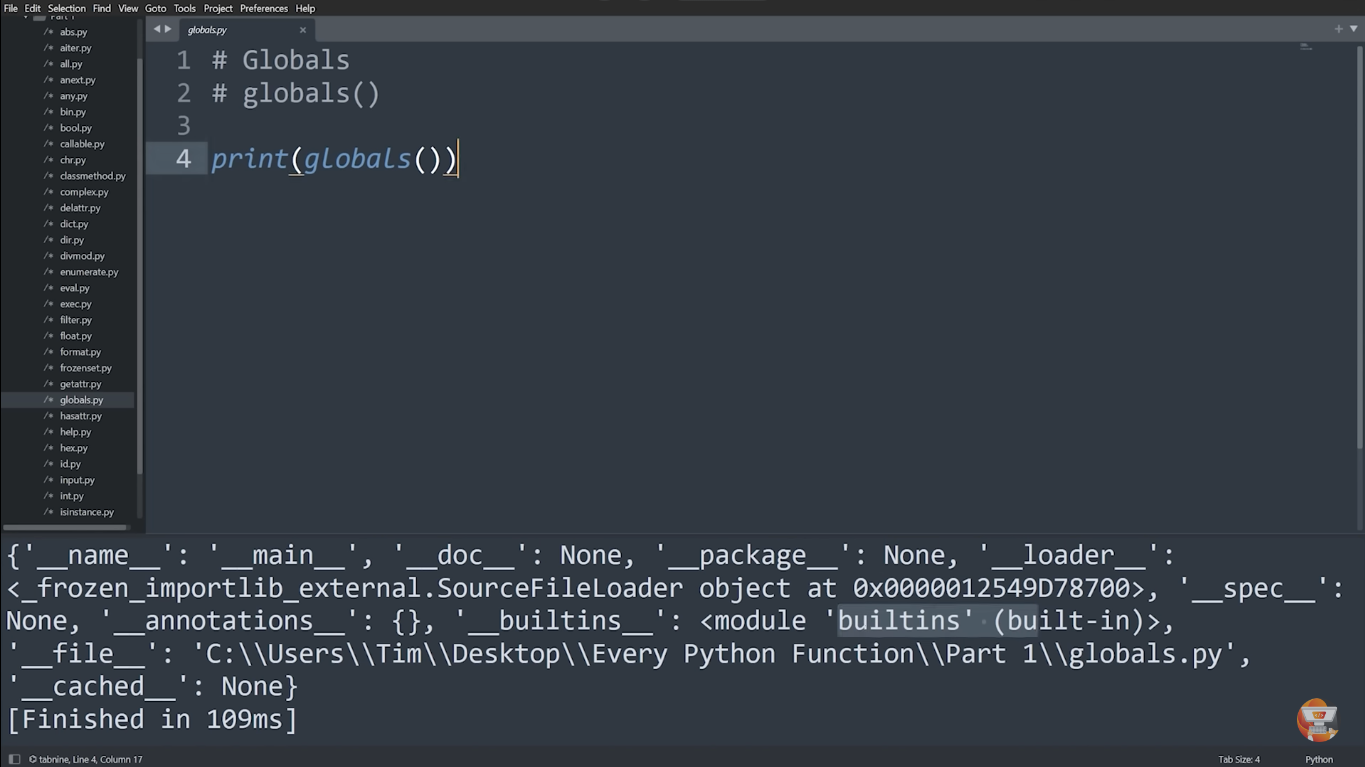 File Edit Selection Find View Goto Tools Project Preferences Help
Part 1
abs.py
aiter.py
all.py
anext.py
any.py
bin.py
bool.py
callable.py
chr.py
classmethod.py
complex.py
delattr.py
dict.py
dir.py
divmod.py
enumerate.py
eval.py
exec.py
filter.py
float.py
format.py
frozenset.py
getattr.py
globals.py
hasattr.py
help.py
hex.py
id.py
input.py
int.py
isinstance.py
globals.py
1 # Globals
2 # globals()
3
4 print(globals())
{'__name__': '__main__', '__doc__': None, '__package__': None, '__loader__':
<_frozen_importlib_external.SourceFileLoader object at 0x0000012549D78700>, '__spec__':
None, '__annotations__': {}, '__builtins__': <module 'builtins' (built-in)>,
'__file__': 'C:\\Users\\Tim\\Desktop\\Every Python Function\\Part 1\\globals.py',
'__cached__': None}
[Finished in 109ms]
tabnine, Line 4, Column 17
Tab Size: 4
Python